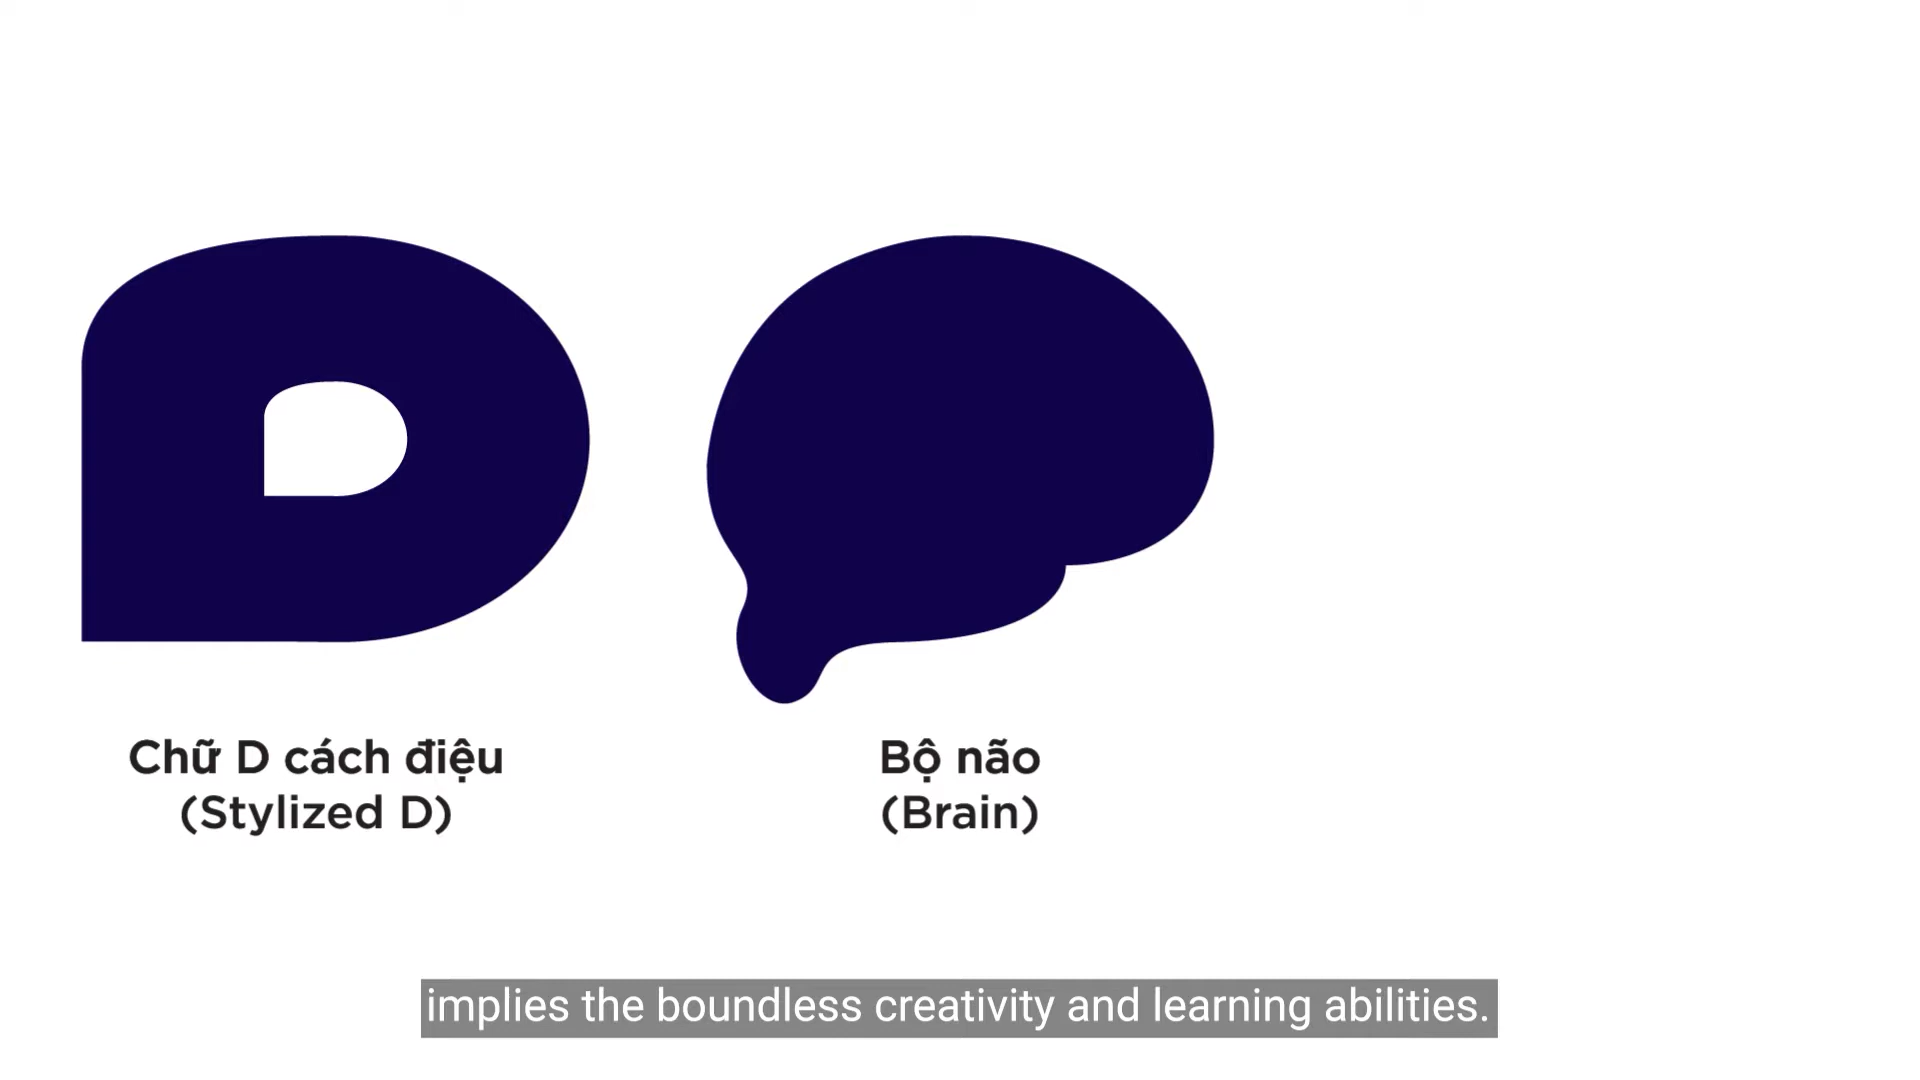 Chữ D cách điệu
(Stylized D)
Bộ não
(Brain)
implies the boundless creativity and learning abilities.